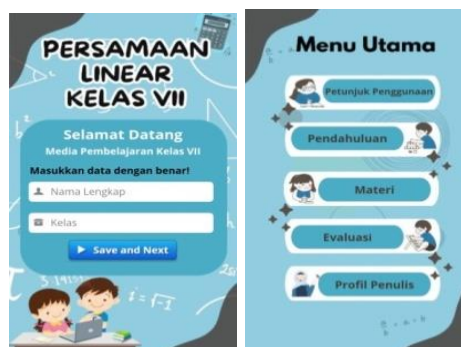 PERSAMAAN
LINEAR
KELAS VII
Selamat Datang
Media Pembelajaran Kelas VII
Masukkan data dengan benar!
Nama Lengkap
Kelas
Save and Next
i = √-1
Menu Utama
Petunjuk Penggunaan
Pendahuluan
Materi
Evaluasi
Profil Penulis